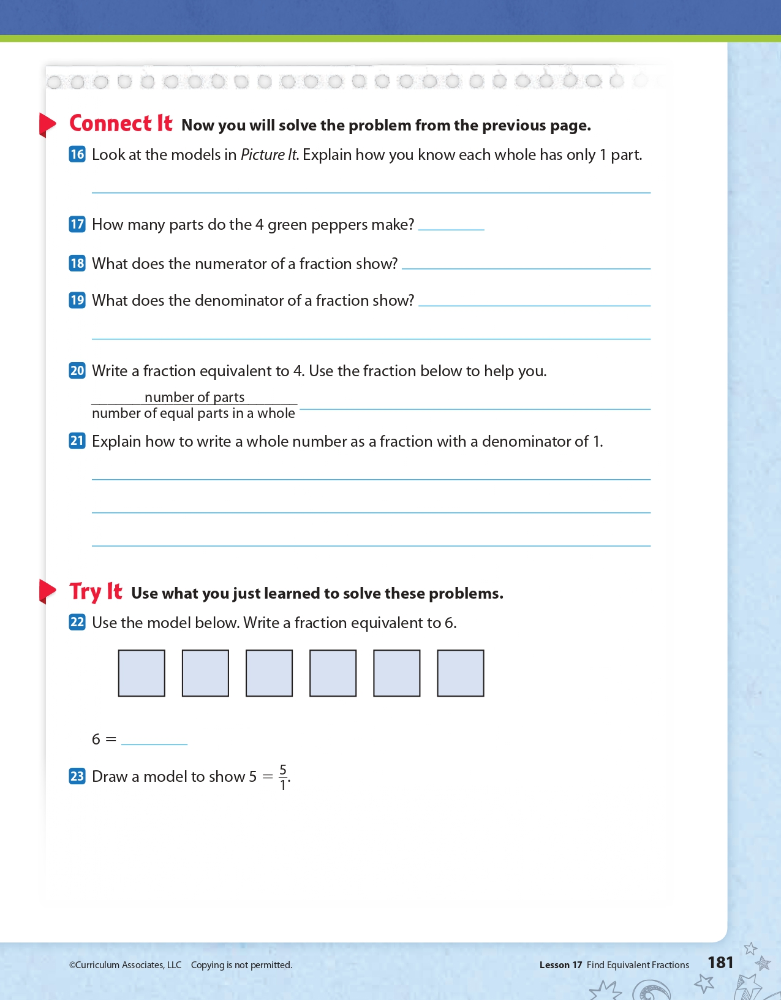 Connect It Now you will solve the problem from the previous page.
16 Look at the models in Picture It. Explain how you know each whole has only 1 part.
17 How many parts do the 4 green peppers make?
18 What does the numerator of a fraction show?
19 What does the denominator of a fraction show?
20 Write a fraction equivalent to 4. Use the fraction below to help you.
number of parts
number of equal parts in a whole
21 Explain how to write a whole number as a fraction with a denominator of 1.
Try It Use what you just learned to solve these problems.
22 Use the model below. Write a fraction equivalent to 6.
6 =
23 Draw a model to show 5 = 5/1.
©Curriculum Associates, LLC Copying is not permitted.
Lesson 17 Find Equivalent Fractions 181